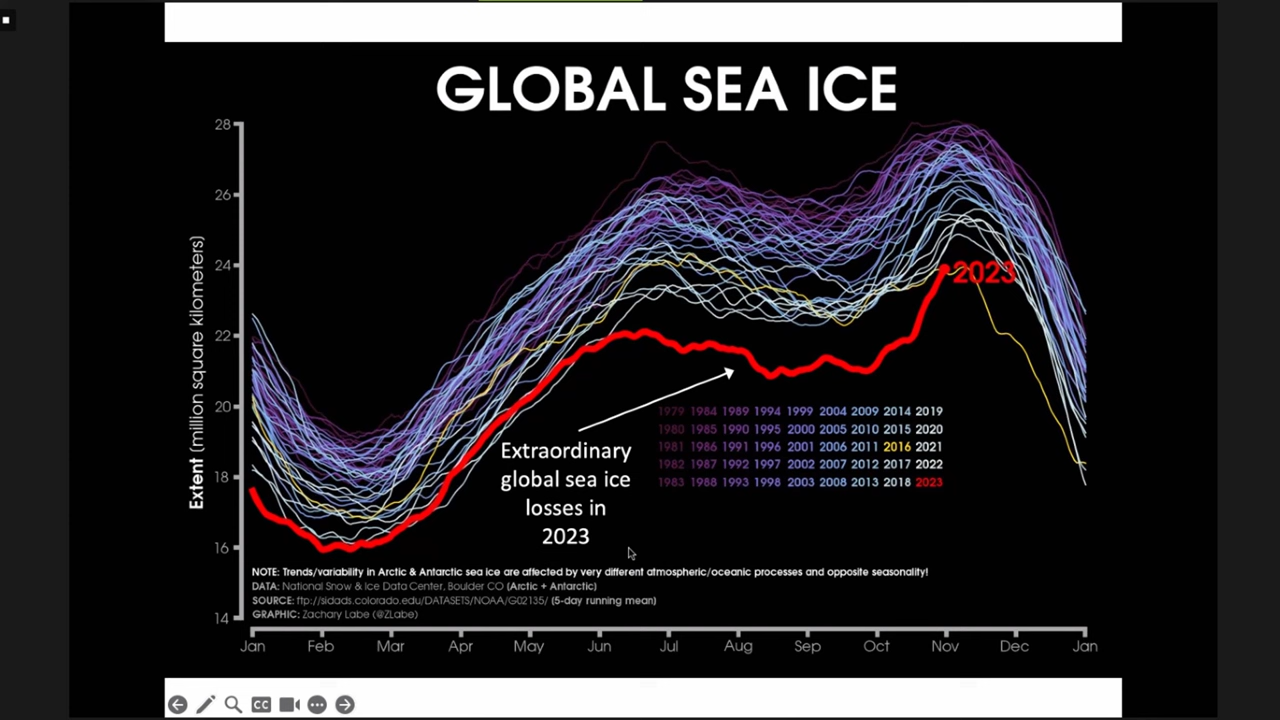 GLOBAL SEA ICE
28
26
24
22
20
18
16
14
Extent (million square kilometers)
2023
1979 1984 1989 1994 1999 2004 2009 2014 2019
1980 1985 1990 1995 2000 2005 2010 2015 2020
1981 1986 1991 1996 2001 2006 2011 2016 2021
1982 1987 1992 1997 2002 2007 2012 2017 2022
1983 1988 1993 1998 2003 2008 2013 2018 2023
Extraordinary
global sea ice
losses in
2023
NOTE: Trends/variability in Arctic & Antarctic sea ice are affected by very different atmospheric/oceanic processes and opposite seasonality!
DATA: National Snow & Ice Data Center, Boulder CO (Arctic + Antarctic)
SOURCE: ftp://sidads.colorado.edu/DATASETS/NOAA/G02135/ (5-day running mean)
GRAPHIC: Zachary Labe (@ZLabe)
Jan Feb Mar Apr May Jun Jul Aug Sep Oct Nov Dec Jan
CC